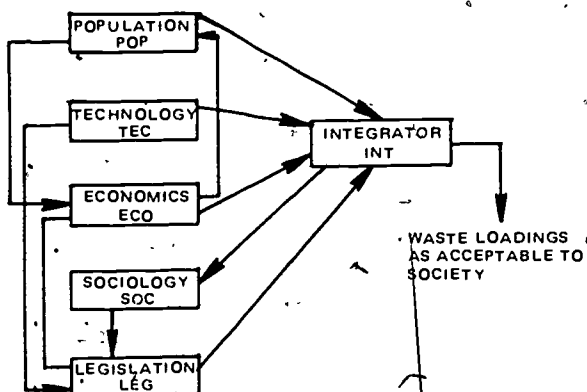 POPULATION
POP
TECHNOLOGY
TEC
ECONOMICS
ECO
SOCIOLOGY
SOC
LEGISLATION
LEG
INTEGRATOR
INT
WASTE LOADINGS
AS ACCEPTABLE TO
SOCIETY